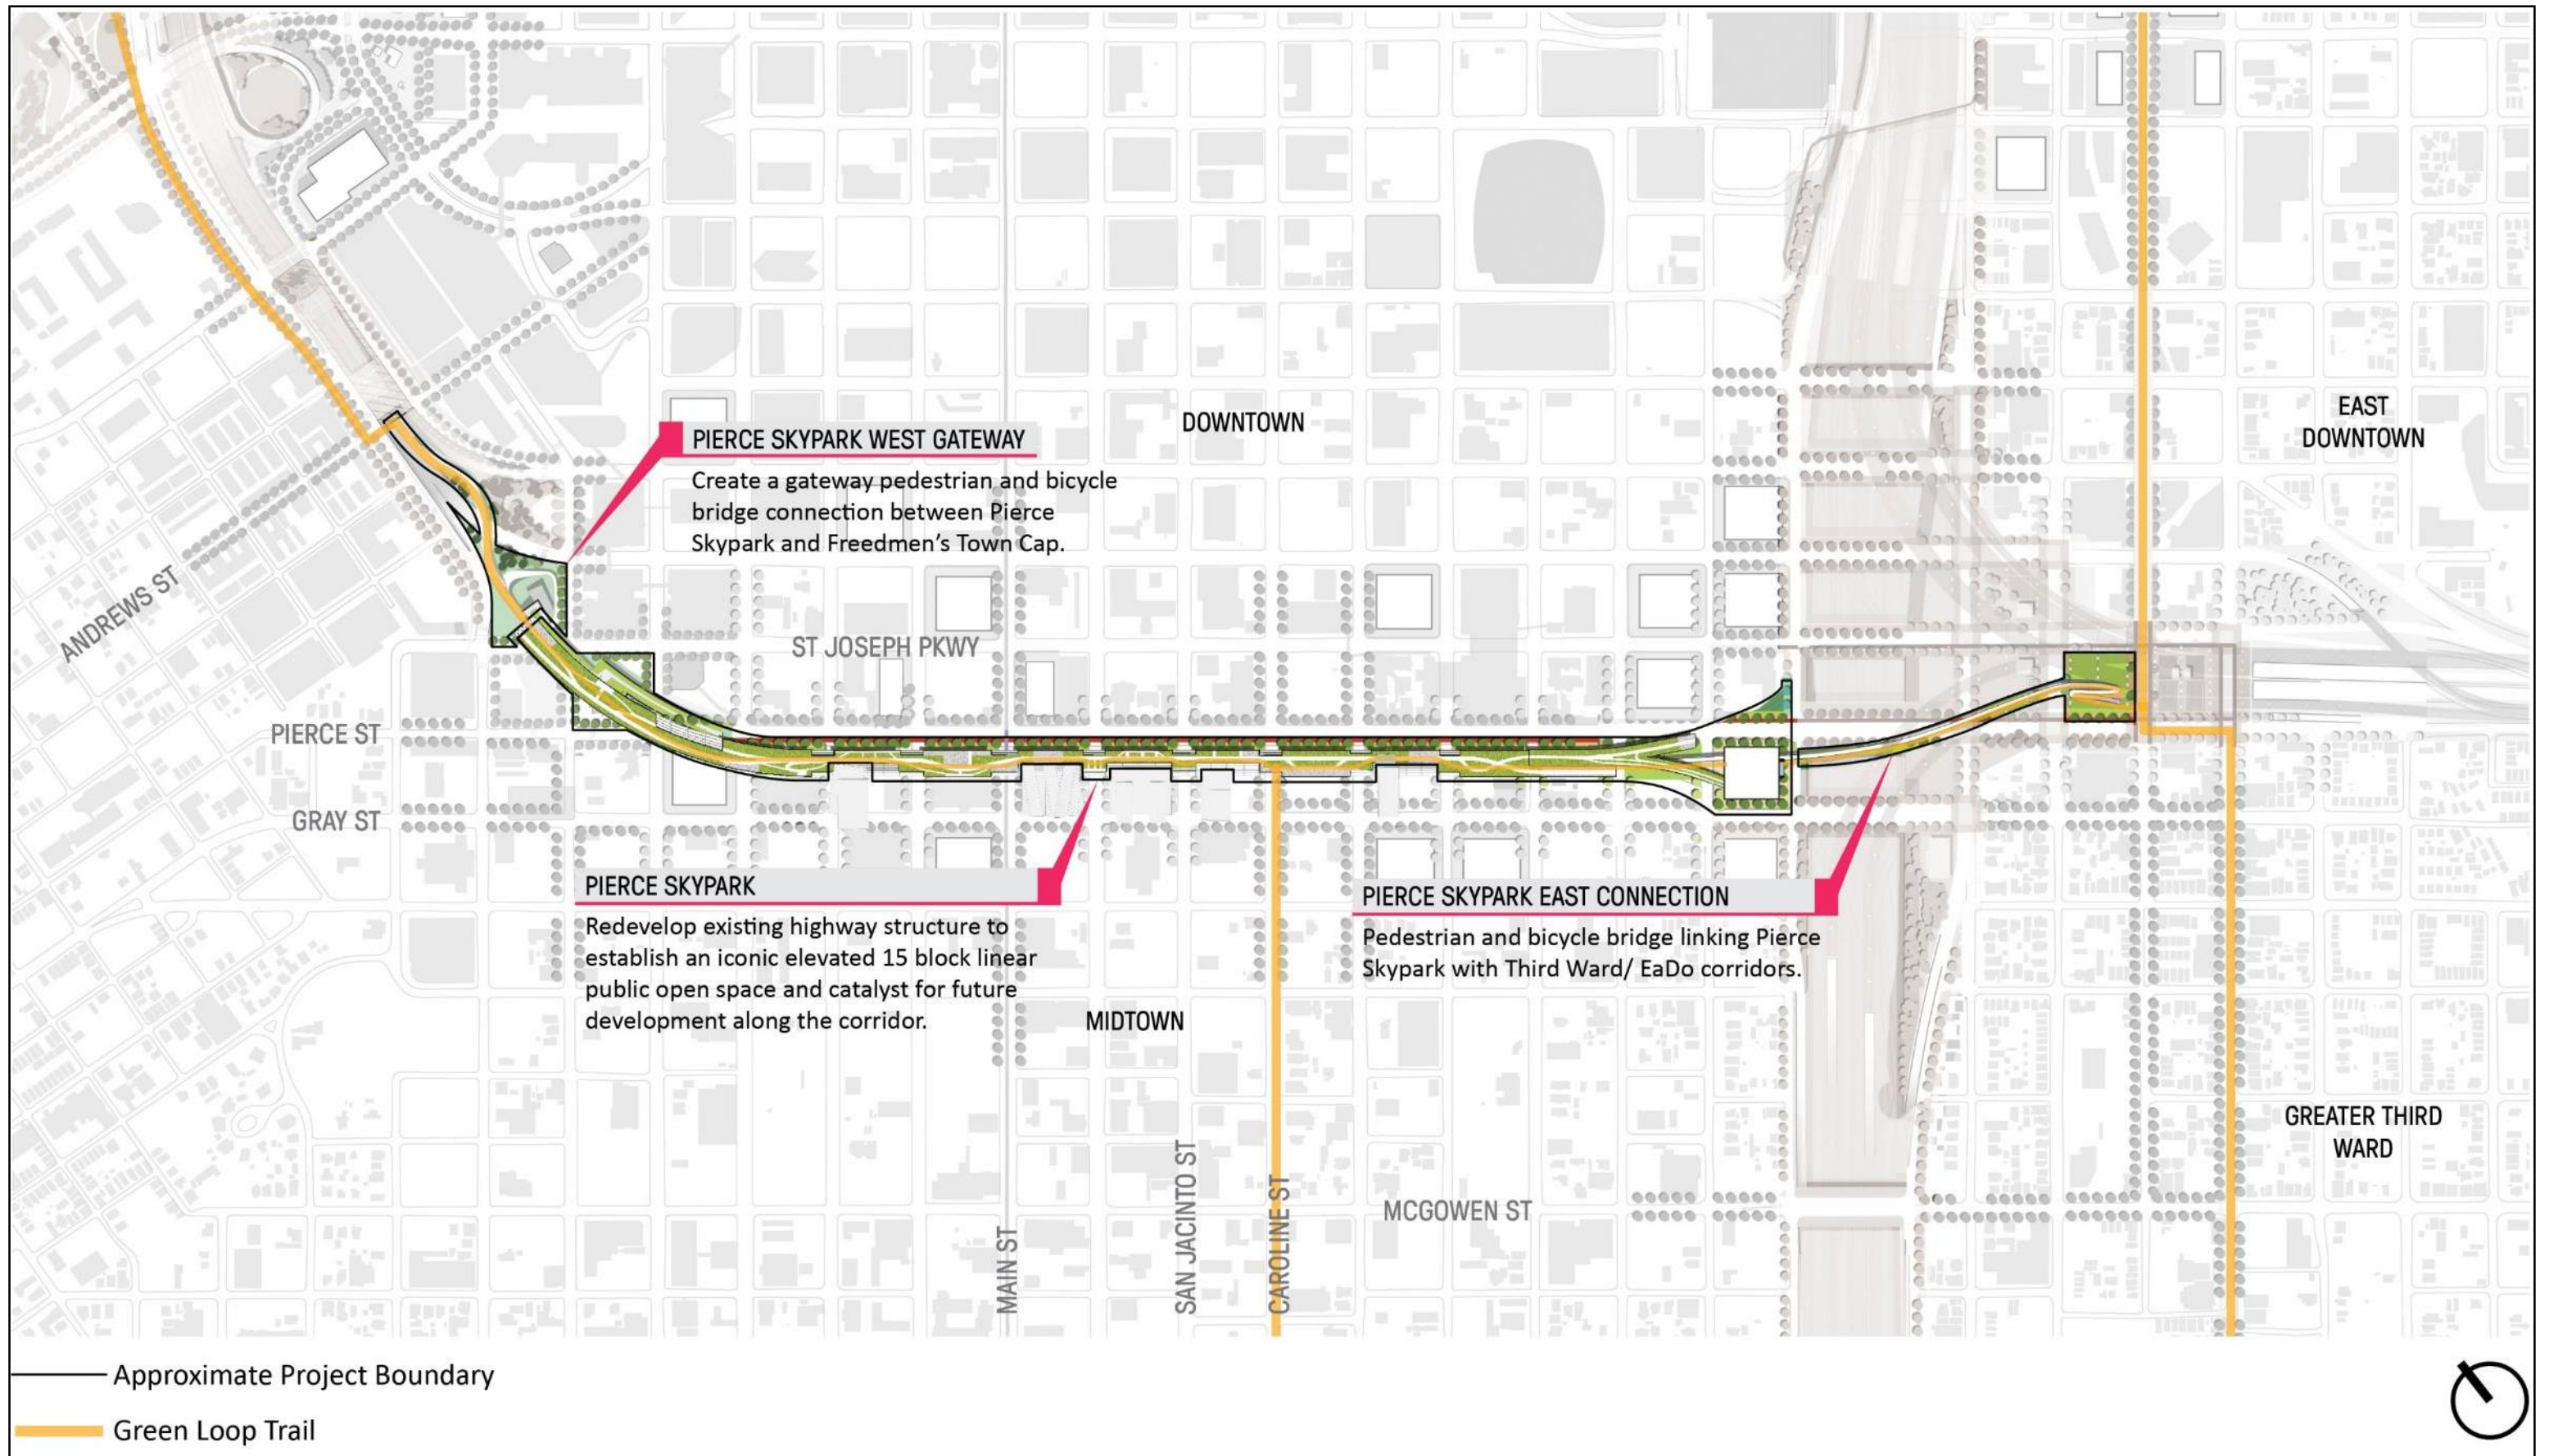 DOWNTOWN
EAST
DOWNTOWN
PIERCE SKYPARK WEST GATEWAY
Create a gateway pedestrian and bicycle
bridge connection between Pierce
Skypark and Freedmen’s Town Cap.
ANDREWS ST
ST JOSEPH PKWY
PIERCE ST
GRAY ST
PIERCE SKYPARK
Redevelop existing highway structure to
establish an iconic elevated 15 block linear
public open space and catalyst for future
development along the corridor.
PIERCE SKYPARK EAST CONNECTION
Pedestrian and bicycle bridge linking Pierce
Skypark with Third Ward/ EaDo corridors.
MIDTOWN
GREATER THIRD
WARD
MAIN ST
SAN JACINTO ST
CAROLINE ST
MCGOWEN ST
Approximate Project Boundary
Green Loop Trail